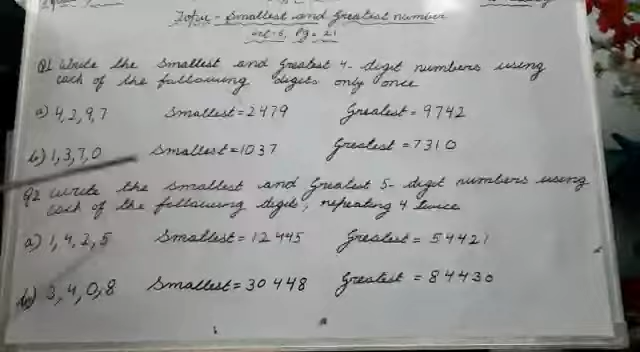 Topic - Smallest and Greatest number
Pg. 21
Q1 Write the smallest and greatest 4-digit numbers using
each of the following digits only once
a) 4,2,9,7 Smallest = 2479 Greatest = 9742
b) 1,3,7,0 Smallest = 1037 Greatest = 7310
Q2 Write the smallest and greatest 5-digit numbers using
each of the following digits, repeating 4 twice
a) 1,4,2,5 Smallest = 12445 Greatest = 54421
b) 3,4,0,8 Smallest = 30448 Greatest = 84430